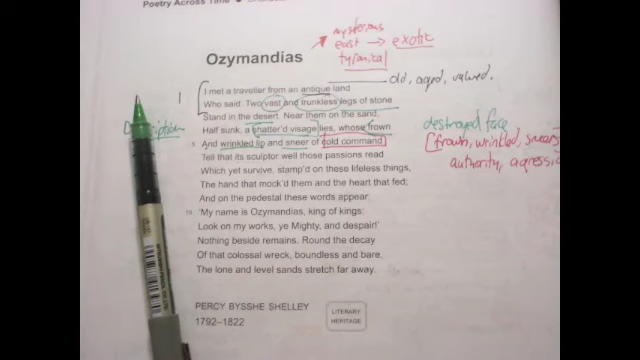 Poetry Across Time
Ozymandias
mysterious
east → exotic
tyranical
old, aged, valued.
I met a traveller from an antique land
Who said: Two vast and trunkless legs of stone
Stand in the desert. Near them on the sand,
Half sunk, a shatter'd visage lies, whose frown
5 And wrinkled lip and sneer of cold command
Tell that its sculptor well those passions read
Which yet survive, stamp'd on these lifeless things,
The hand that mock'd them and the heart that fed;
And on the pedestal these words appear:
10 'My name is Ozymandias, king of kings:
Look on my works, ye Mighty, and despair!'
Nothing beside remains. Round the decay
Of that colossal wreck, boundless and bare,
The lone and level sands stretch far away.
destroyed face
[frown, wrinkled, sneer
authority, agressio
PERCY BYSSHE SHELLEY
1792–1822
LITERARY
HERITAGE